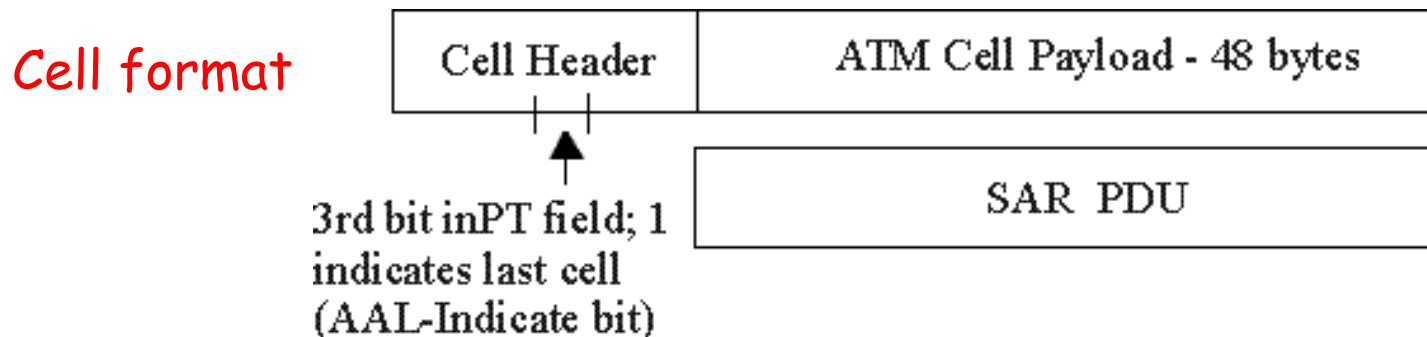 Cell format
Cell Header
ATM Cell Payload - 48 bytes
SAR PDU
3rd bit inPT field; 1
indicates last cell
(AAL-Indicate bit)